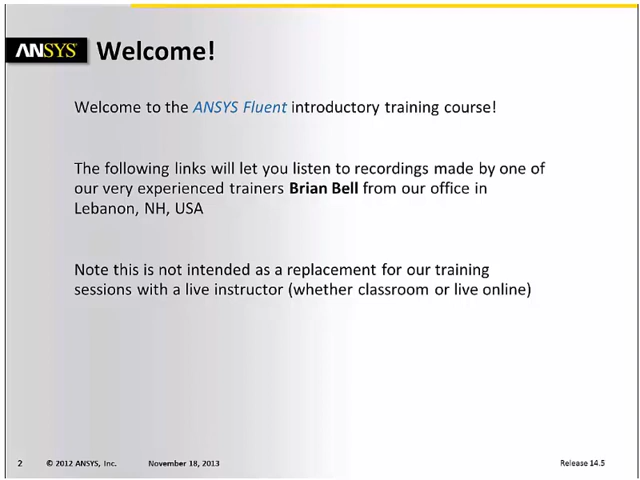 ANSYS Welcome!
Welcome to the ANSYS Fluent introductory training course!
The following links will let you listen to recordings made by one of
our very experienced trainers Brian Bell from our office in
Lebanon, NH, USA
Note this is not intended as a replacement for our training
sessions with a live instructor (whether classroom or live online)
2 © 2012 ANSYS, Inc. November 18, 2013 Release 14.5